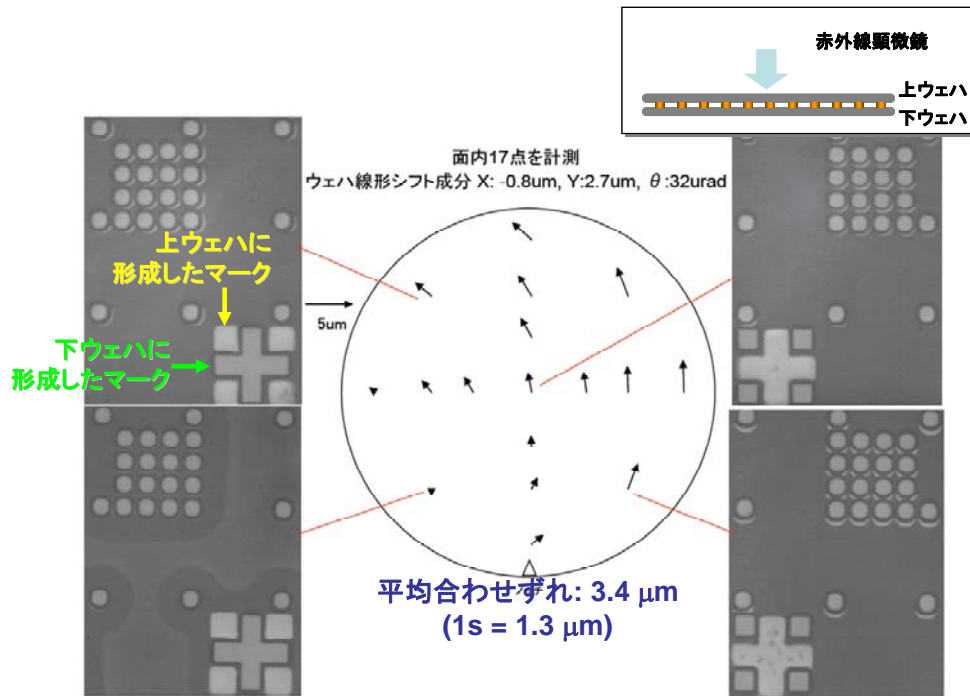 赤外線顕微鏡
上ウェハ
下ウェハ
面内17点を計測
ウェハ線形シフト成分 X: -0.8um, Y:2.7um, θ:32urad
上ウェハに
形成したマーク
5um
下ウェハに
形成したマーク
平均合わせずれ: 3.4 μm
(1s = 1.3 μm)